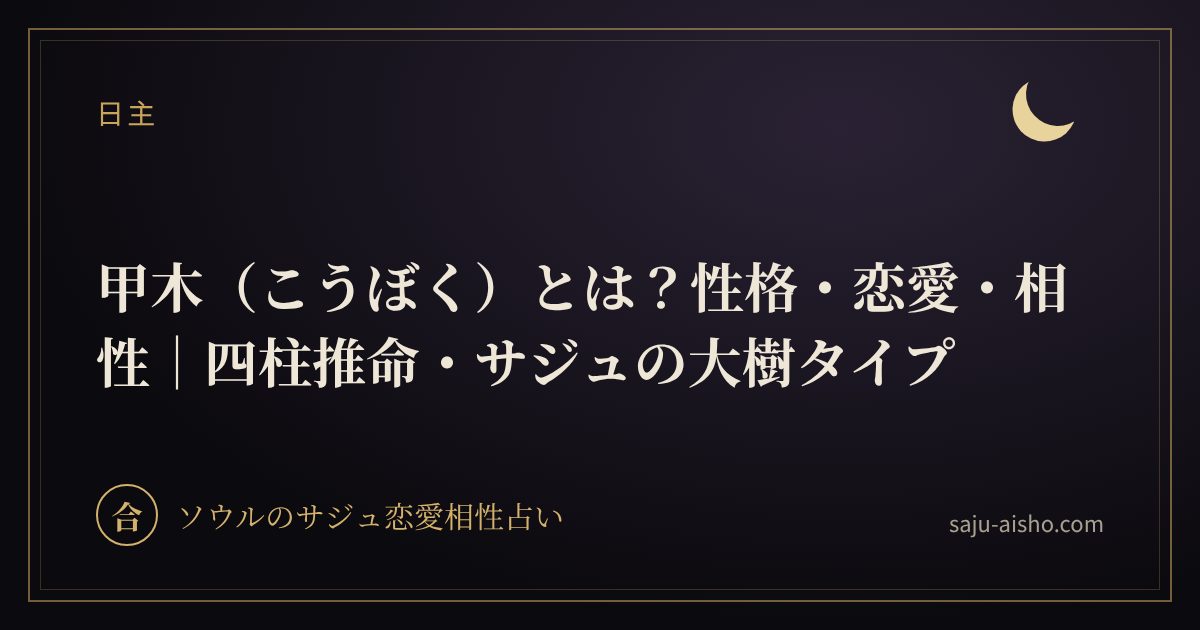 日主
甲木（こうぼく）とは？性格・恋愛・相
性｜四柱推命・サジュの大樹タイプ
合 ソウルのサジュ恋愛相性占い
saju-aisho.com